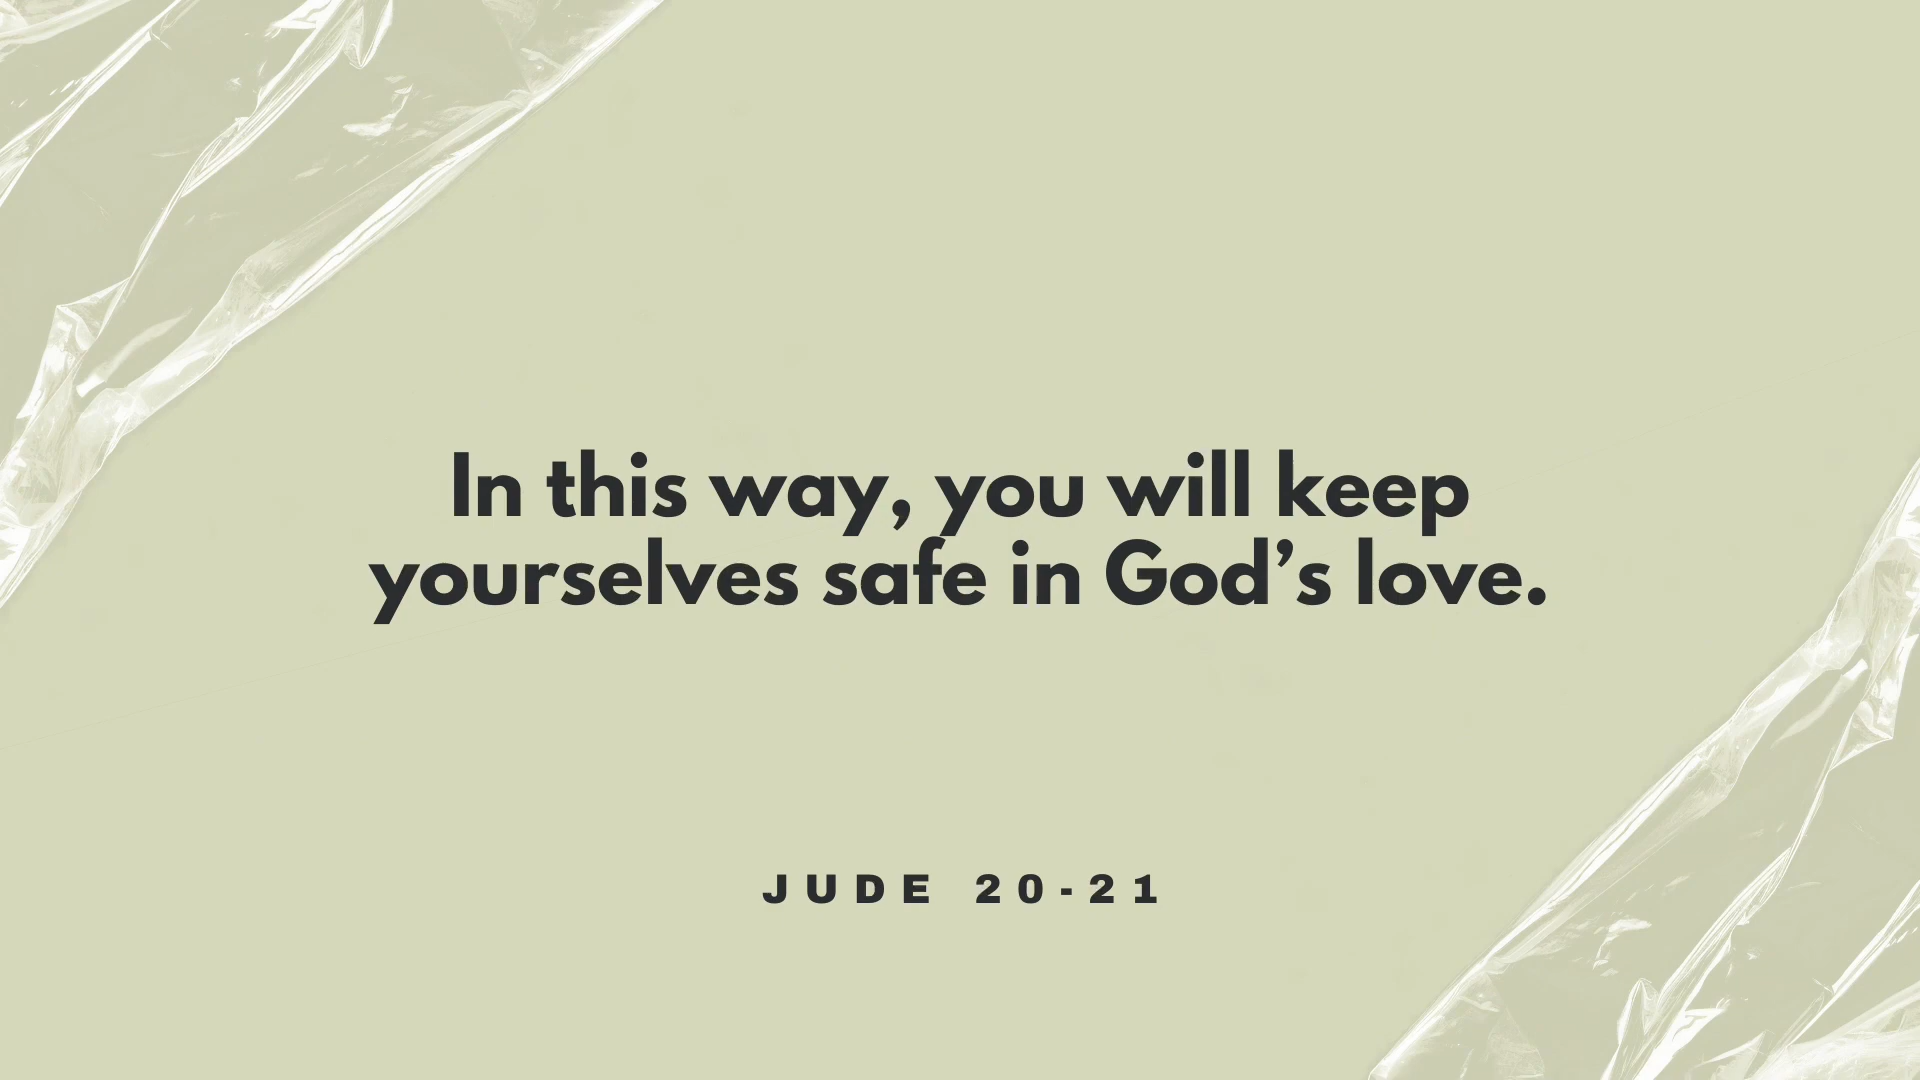 In this way, you will keep
yourselves safe in God’s love.
JUDE 20-21